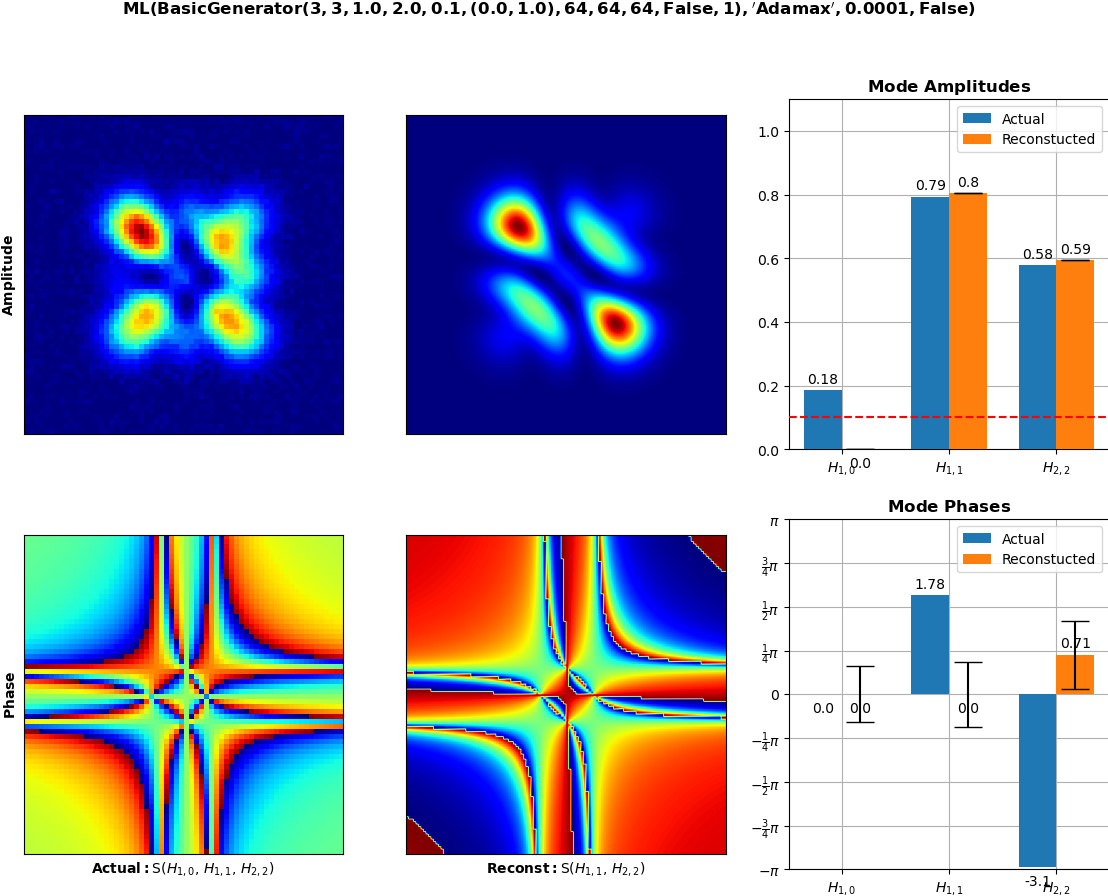 ML(BasicGenerator(3, 3, 1.0, 2.0, 0.1, (0.0, 1.0), 64, 64, 64, False, 1), ′Adamax′, 0.0001, False)
Mode Amplitudes
Amplitude
1.0
0.8
0.6
0.4
0.2
0.0
Actual
Reconstucted
0.18
0.0
0.79
0.8
0.58
0.59
H1,0
H1,1
H2,2
Mode Phases
Phase
π
3/4π
1/2π
1/4π
0
−1/4π
−1/2π
−3/4π
−π
Actual
Reconstucted
0.0
0.0
1.78
0.0
-3.1
0.71
H1,0
H1,1
H2,2
Actual: S(H1,0, H1,1, H2,2)
Reconst: S(H1,1, H2,2)